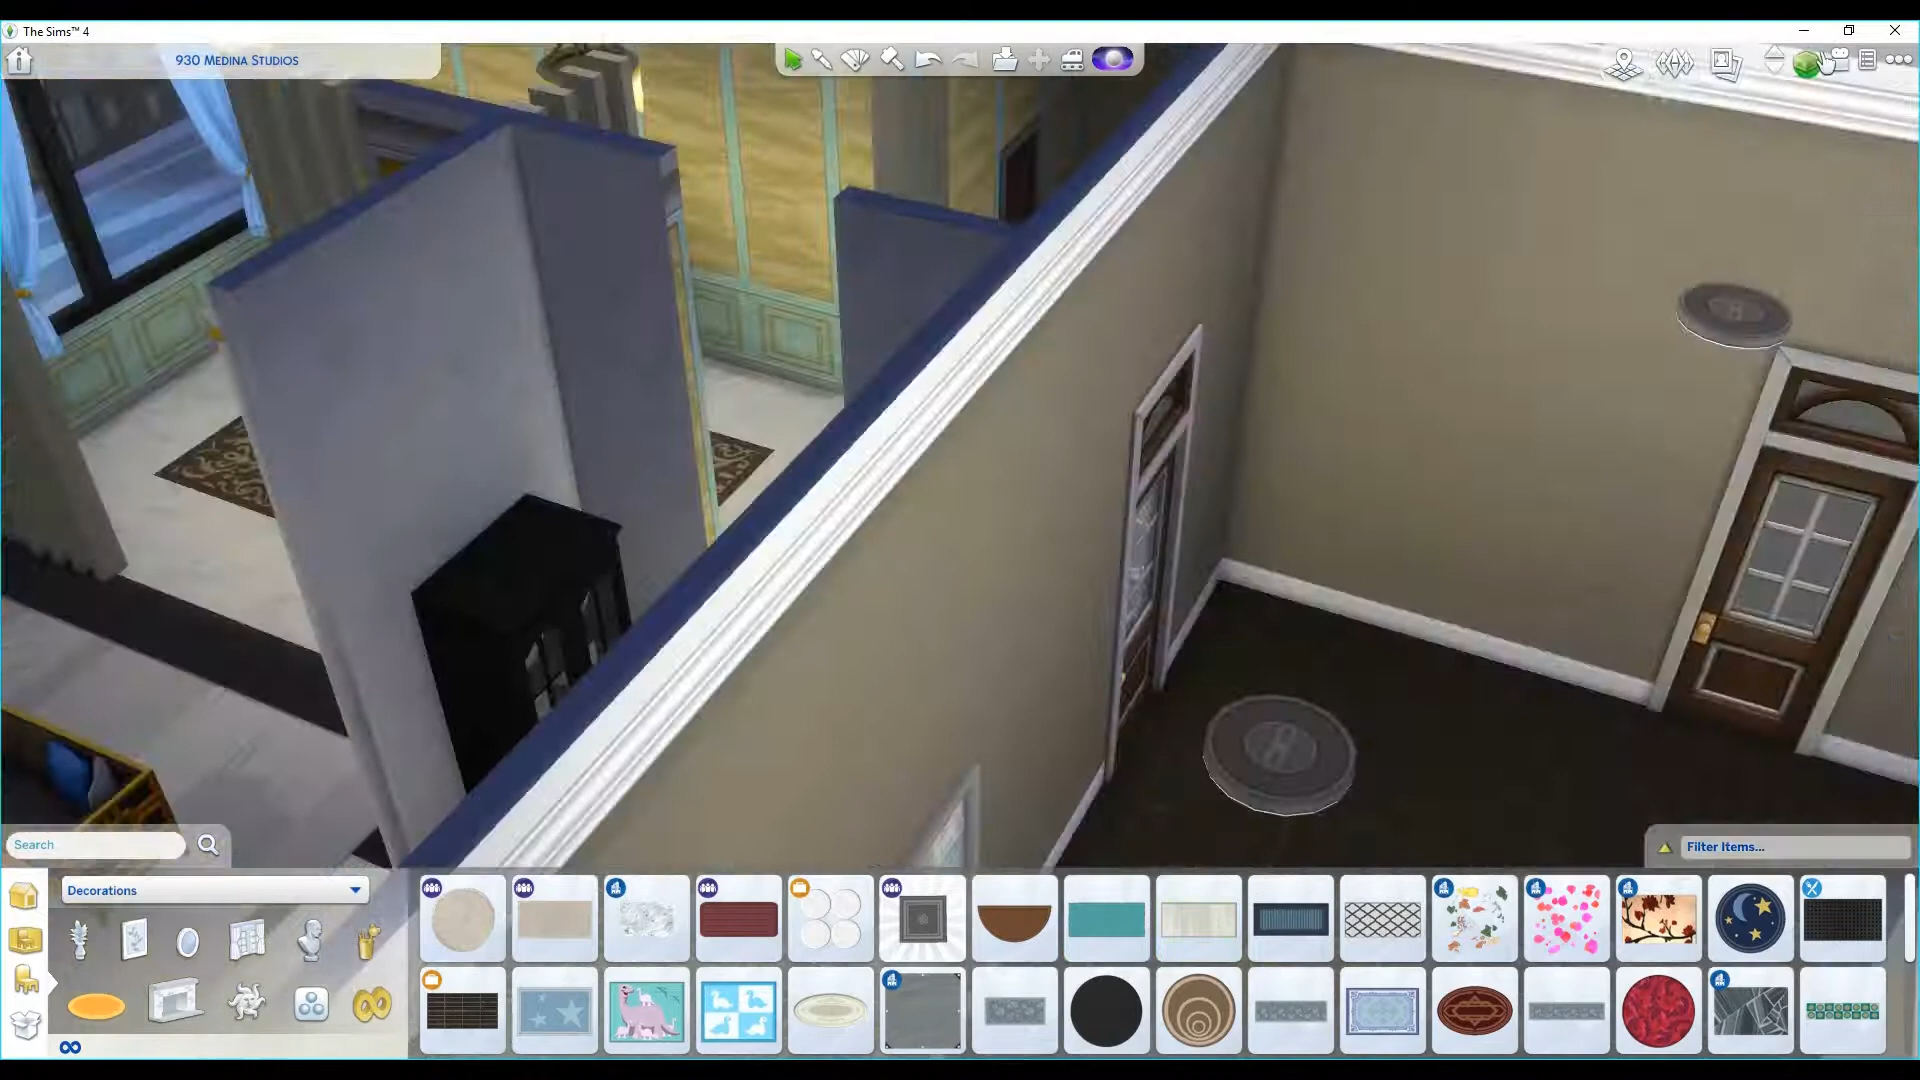 The Sims™ 4
930 Medina Studios
Search
Filter Items...
Decorations